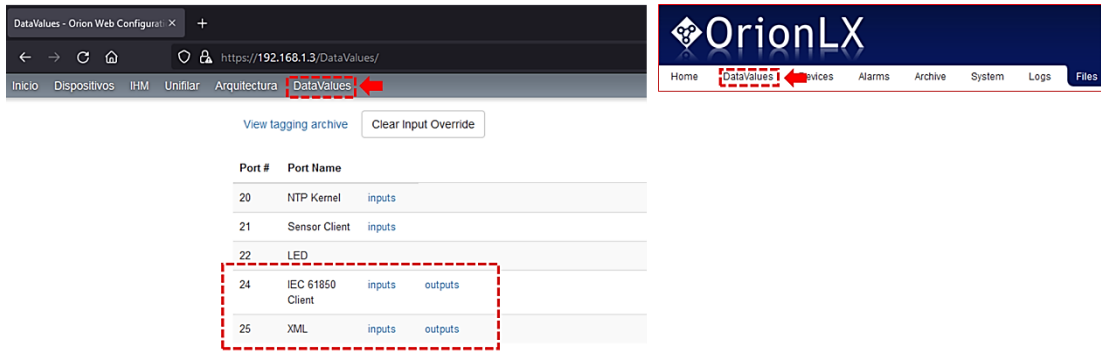 DataValues - Orion Web Configurati
https://192.168.1.3/DataValues/
Inicio Dispositivos IHM Unifilar Arquitectura DataValues
View tagging archive Clear Input Override
Port # Port Name
20 NTP Kernel inputs
21 Sensor Client inputs
22 LED
24 IEC 61850 Client inputs outputs
25 XML inputs outputs
OrionLX
Home DataValues Alarms Archive System Logs Files